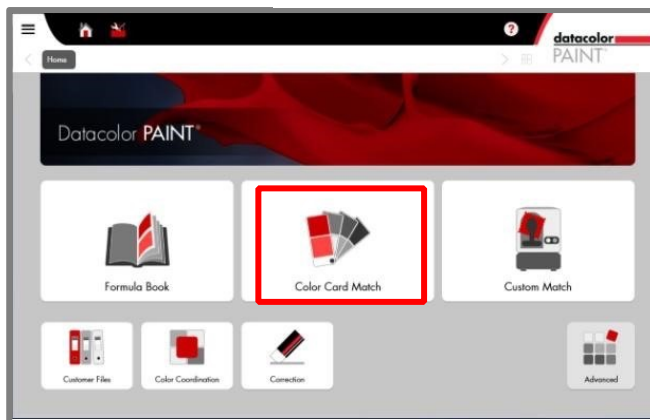 ?
datacolor
PAINT
Home
Datacolor PAINT®
Formula Book
Color Card Match
Custom Match
Customer Files
Color Coordination
Correction
Advanced